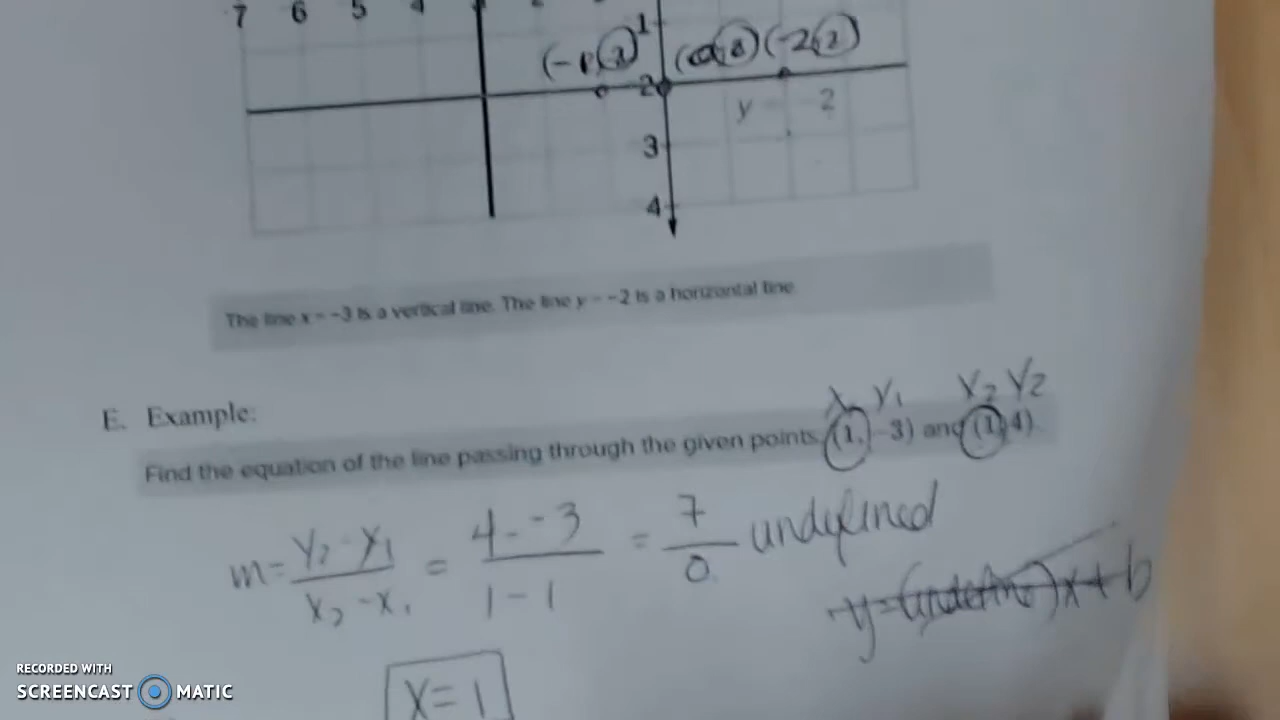 7 6 5 4
(-1, 2) 1 (0, 2) (-2, 2)
2
y = -2
3
4
The line x = -3 is a vertical line. The line y = -2 is a horizontal line.
x₁ y₁ x₂ y₂
E. Example:
Find the equation of the line passing through the given points (1, -3) and (1, 4).
m = y₂ - y₁ / x₂ - x₁ = 4 - -3 / 1 - 1 = 7 / 0 undefined
y = (undefined)x + b
x = 1
RECORDED WITH
SCREENCAST MATIC